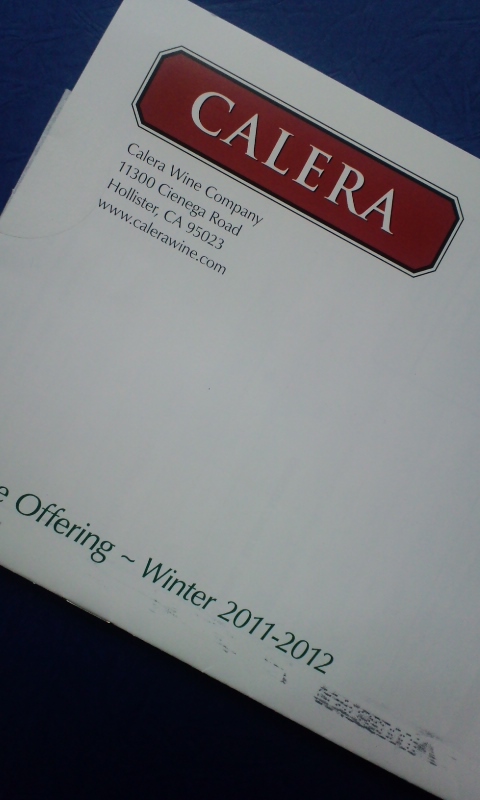 CALERA
Calera Wine Company
11300 Cienega Road
Hollister, CA 95023
www.calerawine.com
Offering ~ Winter 2011-2012